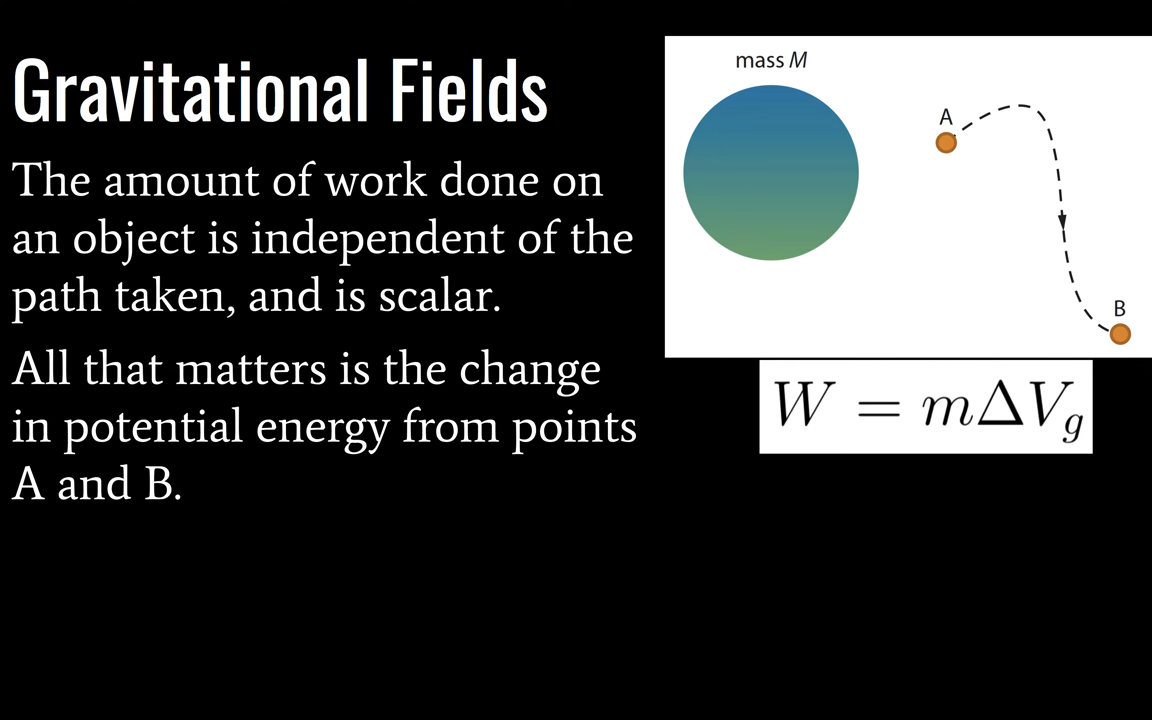 Gravitational Fields
The amount of work done on
an object is independent of the
path taken, and is scalar.
All that matters is the change
in potential energy from points
A and B.
mass M
A
B
W = mΔV_g